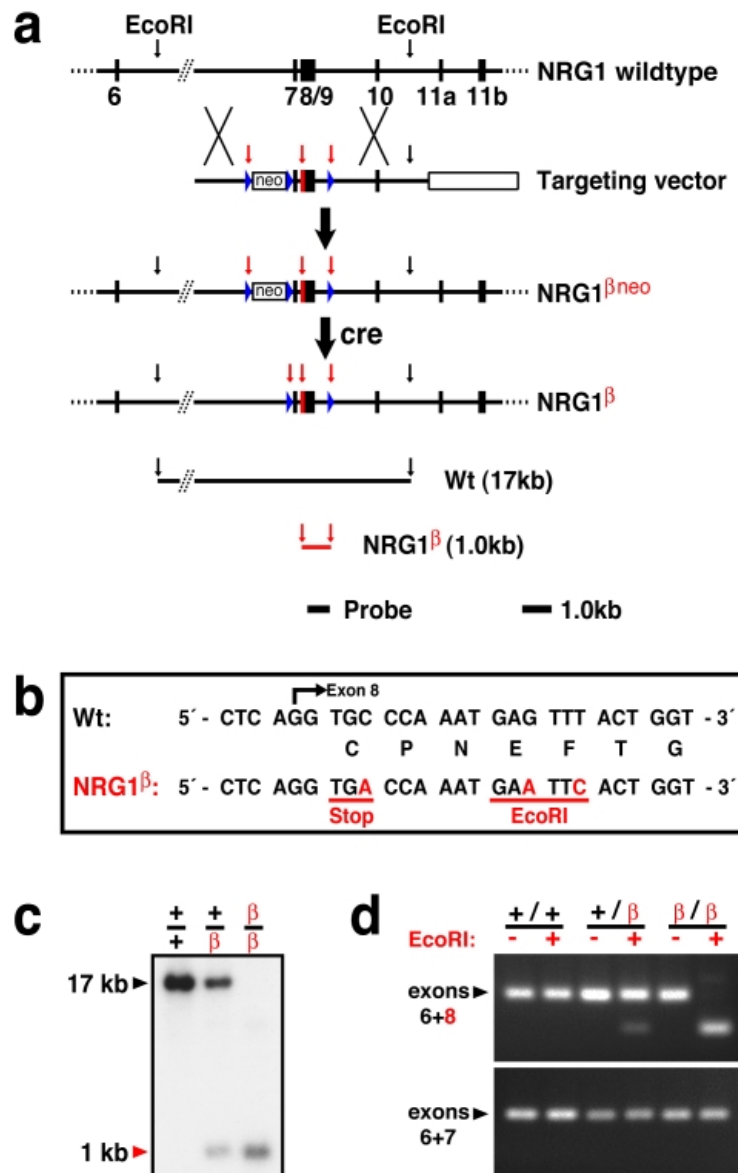 a
EcoRI EcoRI
NRG1 wildtype
6 78/9 10 11a 11b
neo
Targeting vector
neo
NRG1βneo
cre
NRG1β
Wt (17kb)
NRG1β (1.0kb)
Probe 1.0kb
b
Exon 8
Wt: 5´ - CTC AGG TGC CCA AAT GAG TTT ACT GGT - 3´
C P N E F T G
NRG1β: 5´ - CTC AGG TGA CCA AAT GAA TTC ACT GGT - 3´
Stop EcoRI
c
+ + β
+ β β
17 kb
1 kb
d
+ / + + / β β / β
EcoRI: - + - + - +
exons
6+8
exons
6+7